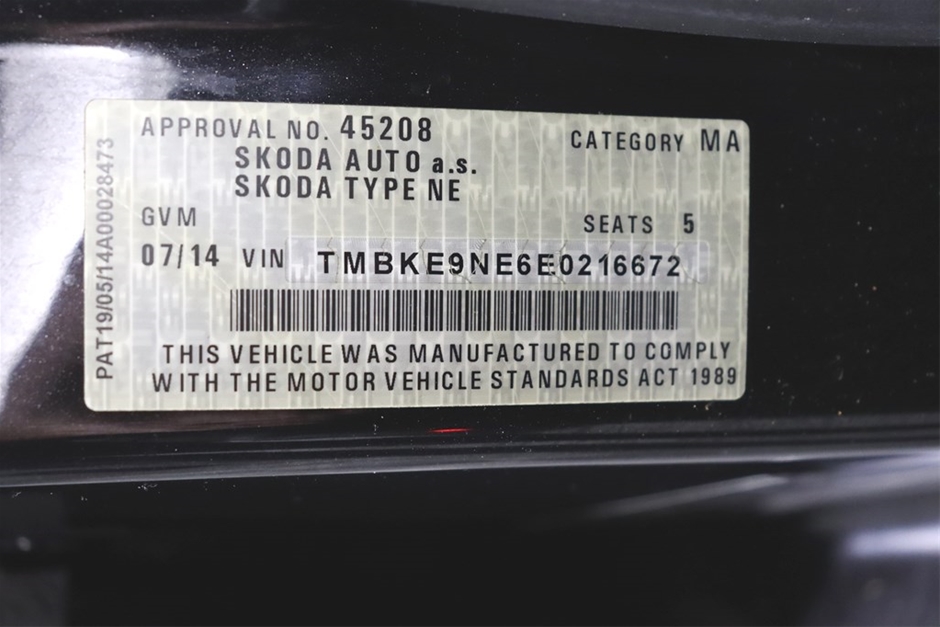 APPROVAL NO. 45208
CATEGORY MA
SKODA AUTO a.s.
SKODA TYPE NE
GVM
SEATS 5
07/14 VIN TMBKE9NE6E0216672
THIS VEHICLE WAS MANUFACTURED TO COMPLY
WITH THE MOTOR VEHICLE STANDARDS ACT 1989
PAT19/05/14A00028473